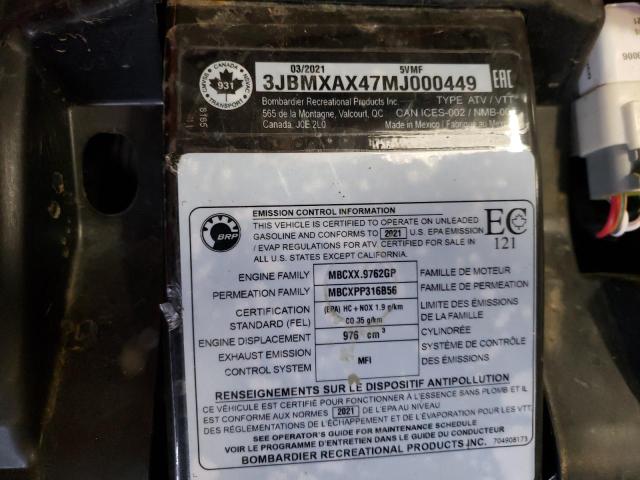 CANADA
931
TRANSPORT
03/2021 5VMF
3JBMXAX47MJ000449
EAC
Bombardier Recreational Products Inc. TYPE ATV / VTT
565 de la Montagne, Valcourt, QC CAN ICES-002 / NMB-00
Canada, J0E 2L0 Made in Mexico / Fabriqué au Mex
BRP
EMISSION CONTROL INFORMATION
THIS VEHICLE IS CERTIFIED TO OPERATE ON UNLEADED
GASOLINE AND CONFORMS TO 2021 U.S. EPA EMISSION
/ EVAP REGULATIONS FOR ATV. CERTIFIED FOR SALE IN
ALL U.S. STATES EXCEPT CALIFORNIA.
EC
121
ENGINE FAMILY MBCXX.9762GP FAMILLE DE MOTEUR
PERMEATION FAMILY MBCXPP316B56 FAMILLE DE PERMEATION
CERTIFICATION (EPA) HC + NOX 1.9 g/km LIMITE DES ÉMISSIONS
STANDARD (FEL) CO 35 g/km DE LA FAMILLE
ENGINE DISPLACEMENT 976 cm³ CYLINDRÉE
EXHAUST EMISSION MFI SYSTÈME DE CONTRÔLE
CONTROL SYSTEM DES ÉMISSIONS
RENSEIGNEMENTS SUR LE DISPOSITIF ANTIPOLLUTION
CE VÉHICULE EST CERTIFIÉ POUR FONCTIONNER À L'ESSENCE SANS PLOMB ET IL
EST CONFORME AUX NORMES 2021 DE L'EPA AU NIVEAU
DES RÉGLEMENTATIONS DE L'ÉMISSIONS ET D'ÉVAPORATIONS POUR LES VTT.
SEE OPERATOR'S GUIDE FOR MAINTENANCE SCHEDULE
VOIR LE PROGRAMME D'ENTRETIEN DANS LE GUIDE DU CONDUCTEUR
BOMBARDIER RECREATIONAL PRODUCTS INC. 704908173